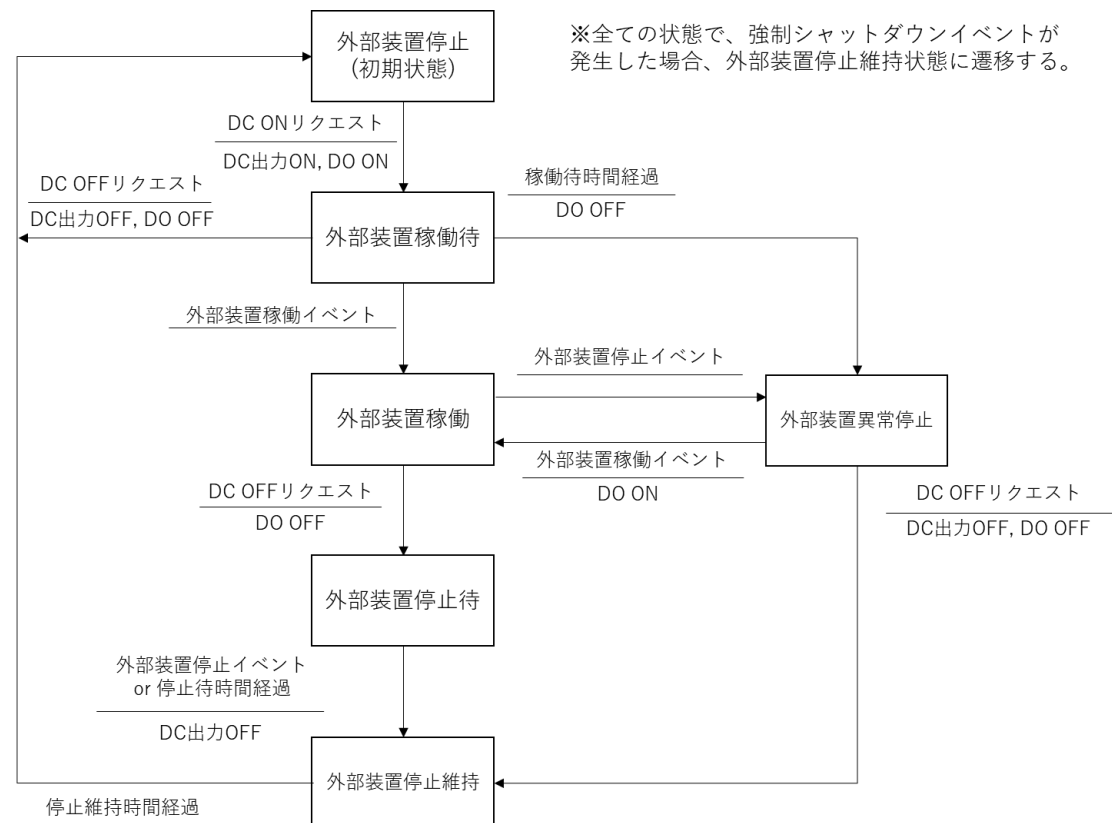 外部装置停止
(初期状態)
※全ての状態で、強制シャットダウンイベントが
発生した場合、外部装置停止維持状態に遷移する。
DC ONリクエスト
DC出力ON, DO ON
DC OFFリクエスト
DC出力OFF, DO OFF
稼働待時間経過
DO OFF
外部装置稼働待
外部装置稼働イベント
外部装置停止イベント
外部装置稼働
外部装置異常停止
外部装置稼働イベント
DO ON
DC OFFリクエスト
DO OFF
DC OFFリクエスト
DC出力OFF, DO OFF
外部装置停止待
外部装置停止イベント
or 停止待時間経過
DC出力OFF
外部装置停止維持
停止維持時間経過